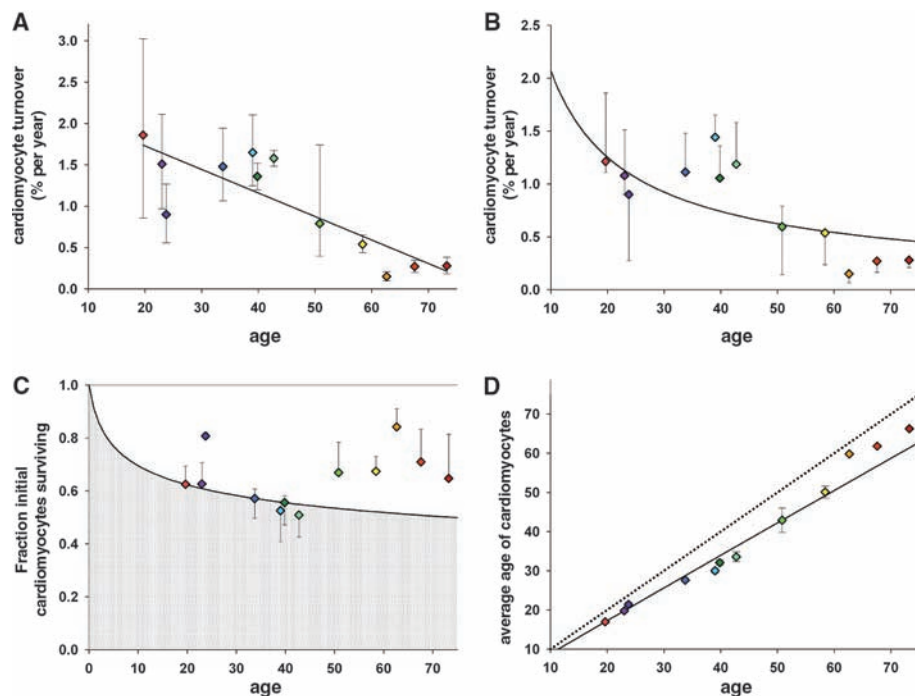 A
cardiomyocyte turnover
(% per year)
3.0
2.5
2.0
1.5
1.0
0.5
0.0
10 20 30 40 50 60 70
age
B
cardiomyocyte turnover
(% per year)
2.5
2.0
1.5
1.0
0.5
0.0
10 20 30 40 50 60 70
age
C
Fraction initial
cardiomyocytes surviving
1.0
0.8
0.6
0.4
0.2
0.0
0 10 20 30 40 50 60 70
age
D
average age of cardiomyocytes
70
60
50
40
30
20
10
10 20 30 40 50 60 70
age